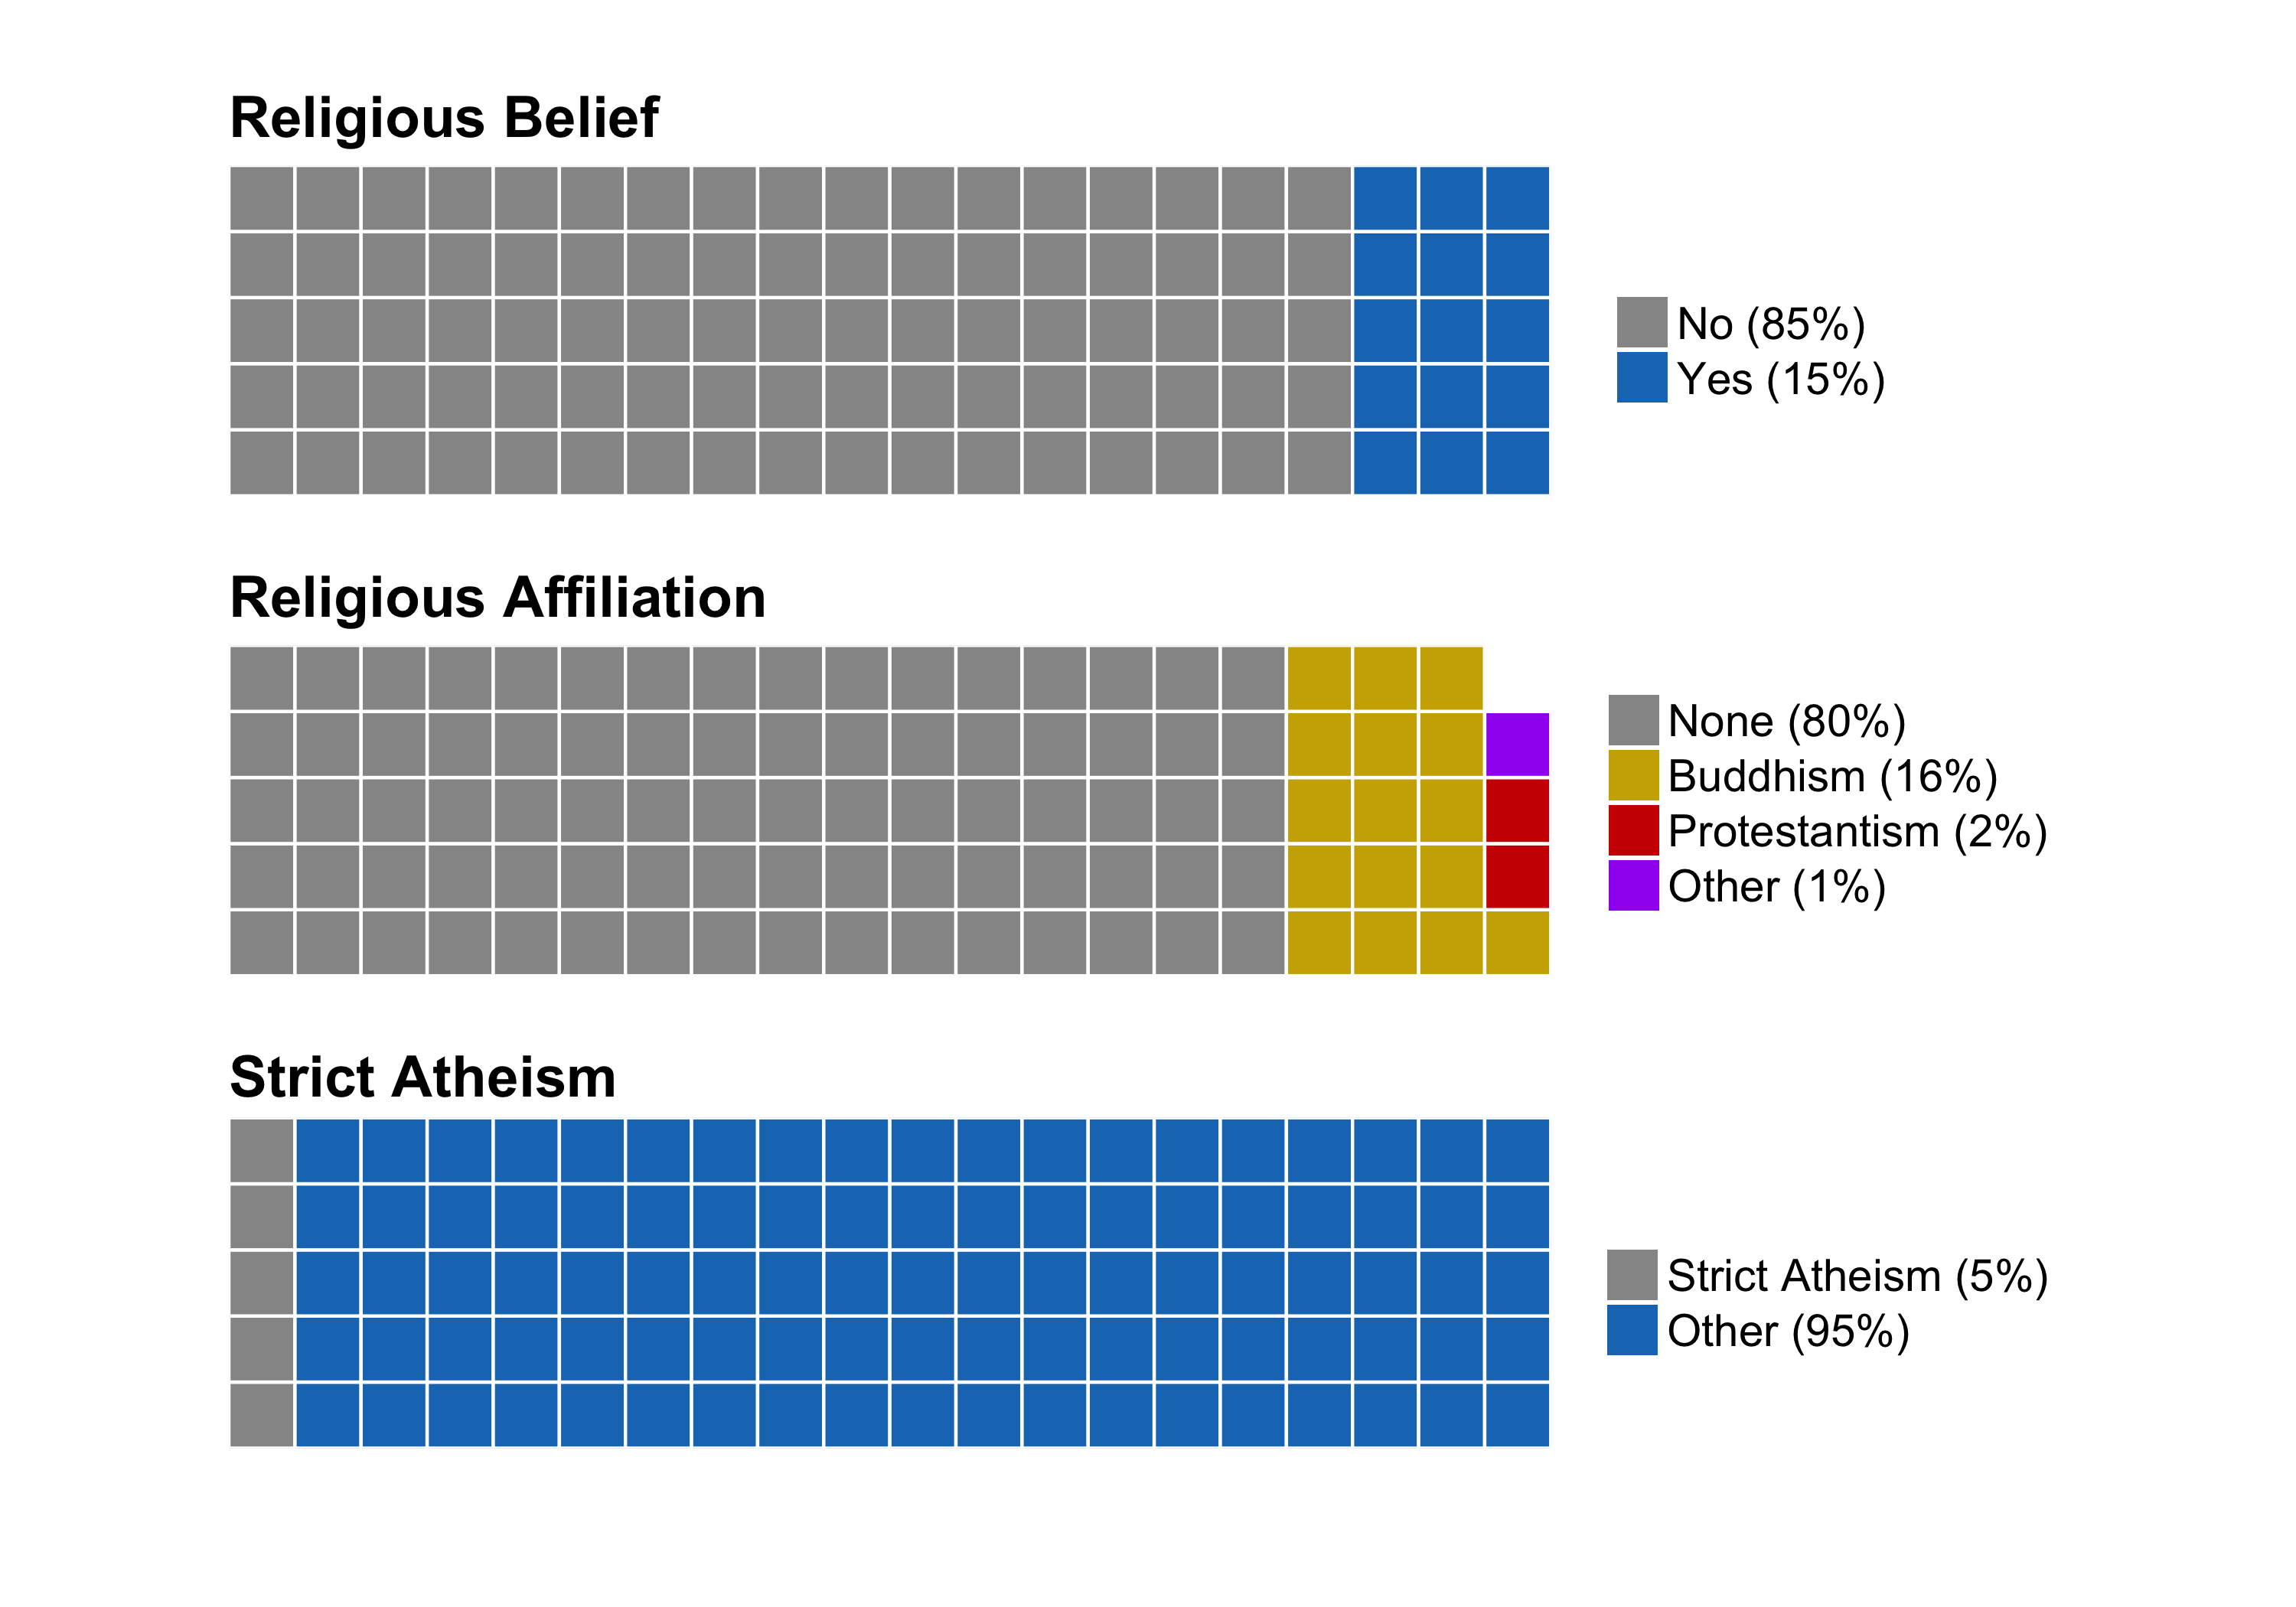 Religious Belief
No (85%)
Yes (15%)
Religious Affiliation
None (80%)
Buddhism (16%)
Protestantism (2%)
Other (1%)
Strict Atheism
Strict Atheism (5%)
Other (95%)